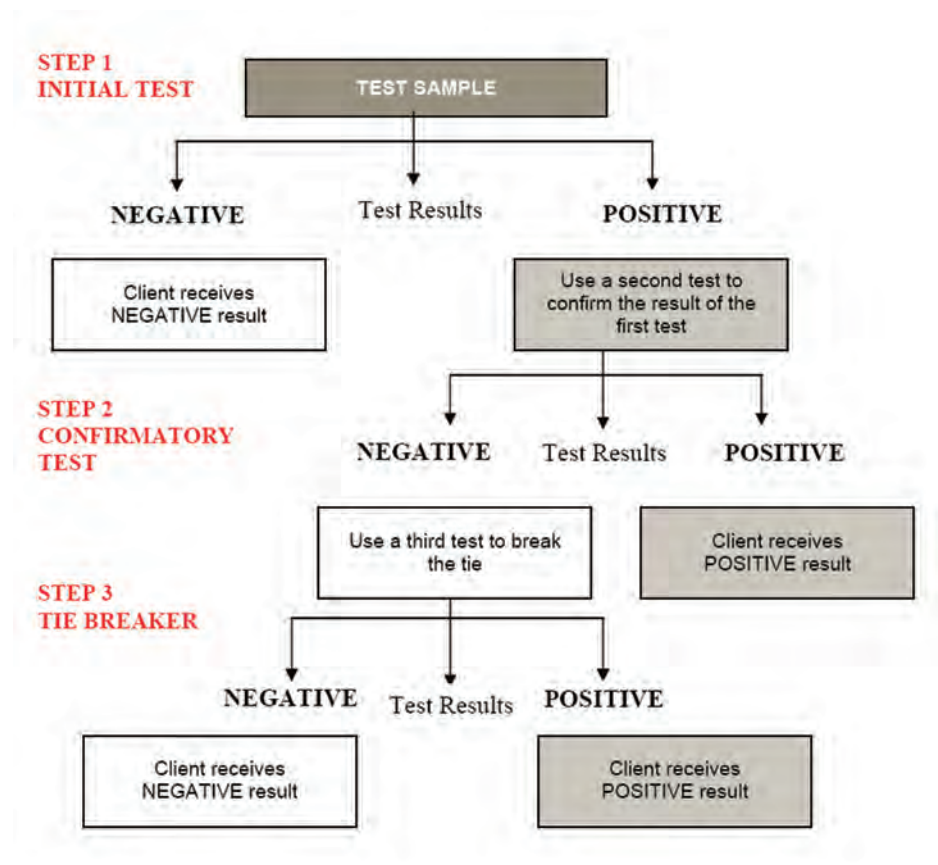 STEP 1
INITIAL TEST
TEST SAMPLE
NEGATIVE
Test Results
POSITIVE
Client receives
NEGATIVE result
Use a second test to
confirm the result of the
first test
STEP 2
CONFIRMATORY
TEST
NEGATIVE
Test Results
POSITIVE
Use a third test to break
the tie
Client receives
POSITIVE result
STEP 3
TIE BREAKER
NEGATIVE
Test Results
POSITIVE
Client receives
NEGATIVE result
Client receives
POSITIVE result